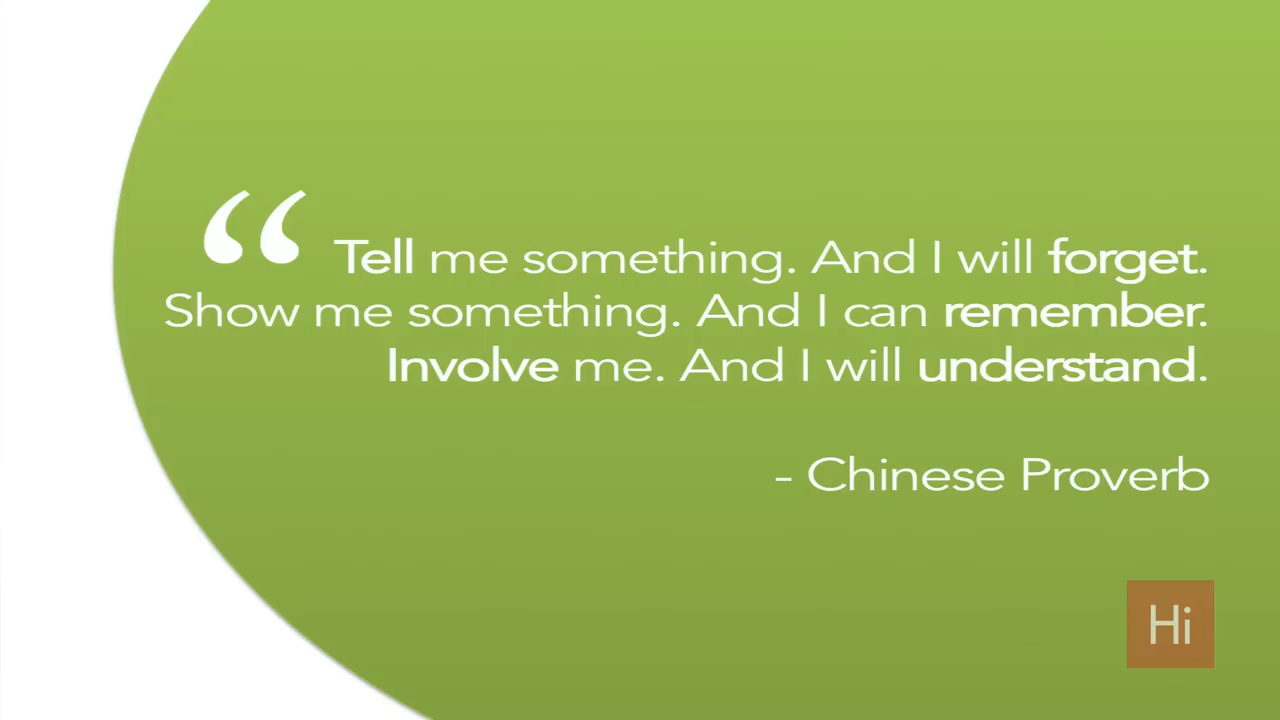 “ Tell me something. And I will forget.
Show me something. And I can remember.
Involve me. And I will understand.
- Chinese Proverb
Hi